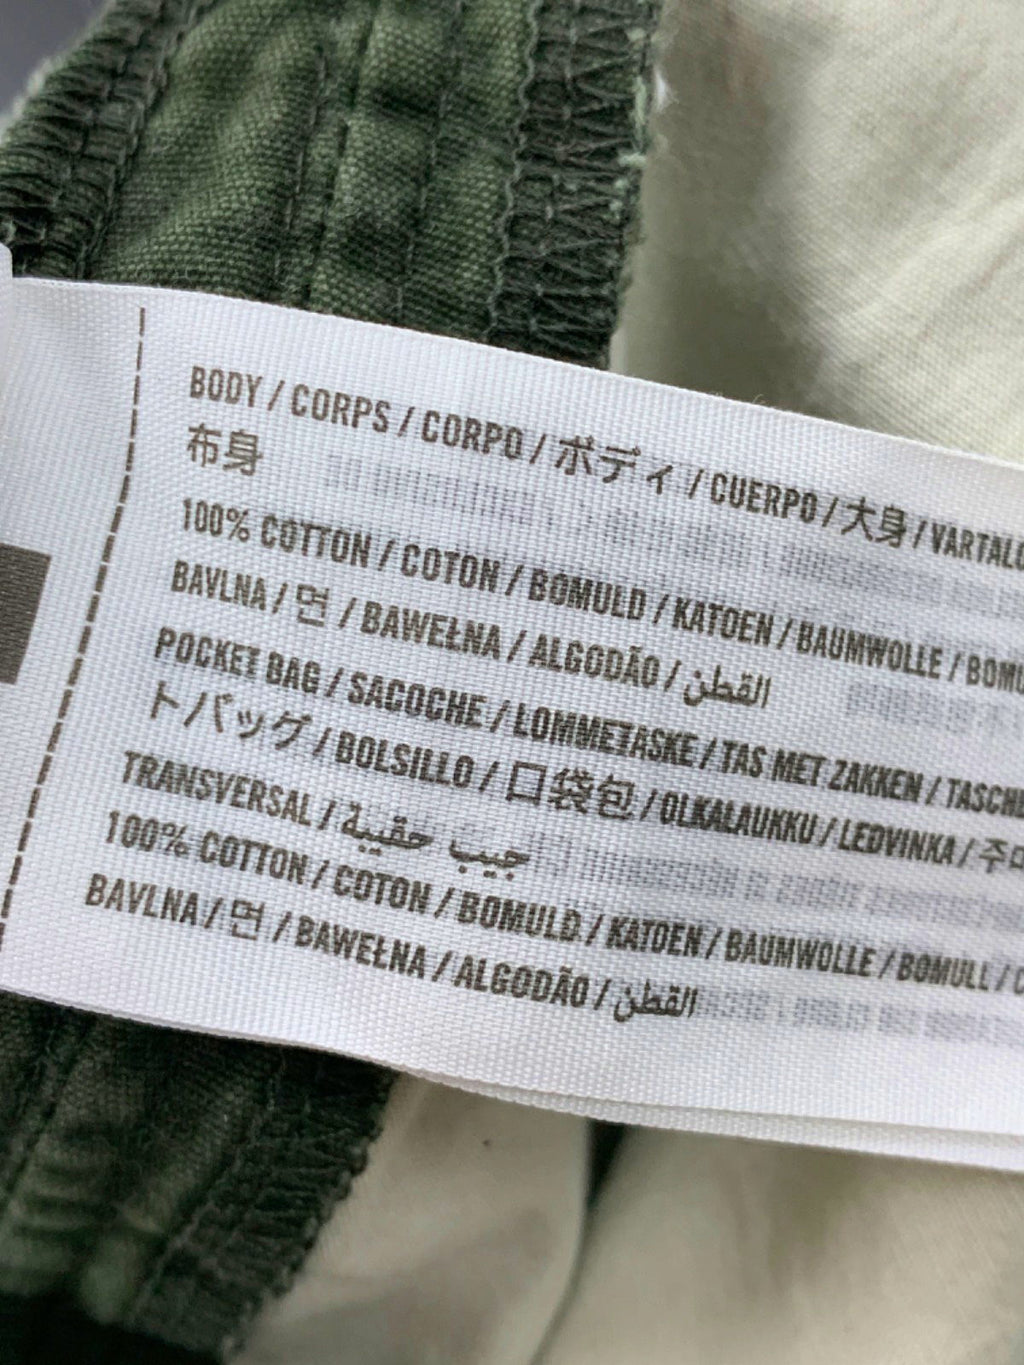 BODY / CORPS / CORPO / ボディ / CUERPO / 大身 / VARTALO
布身
100% COTTON / COTON / BOMULD / KATOEN / BAUMWOLLE / BOMU
BAVLNA / 면 / BAWEŁNA / ALGODÃO / القطن
POCKET BAG / SACOCHE / LOMMETASKE / TAS MET ZAKKEN / TASCHE
トバッグ / BOLSILLO / 口袋包 / OLKALAUKKU / LEDVINKA / 주머
TRANSVERSAL / جيب حقيبة
100% COTTON / COTON / BOMULD / KATOEN / BAUMWOLLE / BOMULL / C
BAVLNA / 면 / BAWEŁNA / ALGODÃO / القطن